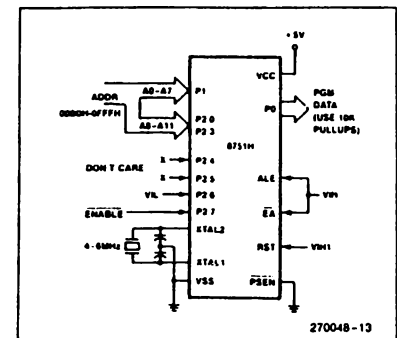 +5V
VCC
A0-A7
P1
ADDR
0000H-0FFFH
P2 0
P2 3
A8-A11
P0
PGM
DATA
(USE 10K
PULLUPS)
8751H
DON'T CARE
X
P2 4
X
P2 5
VIL
P2 6
ENABLE
P2 7
ALE
EA
VIH
XTAL2
4-6MHz
XTAL1
RST
VIH1
VSS
PSEN
270048-13